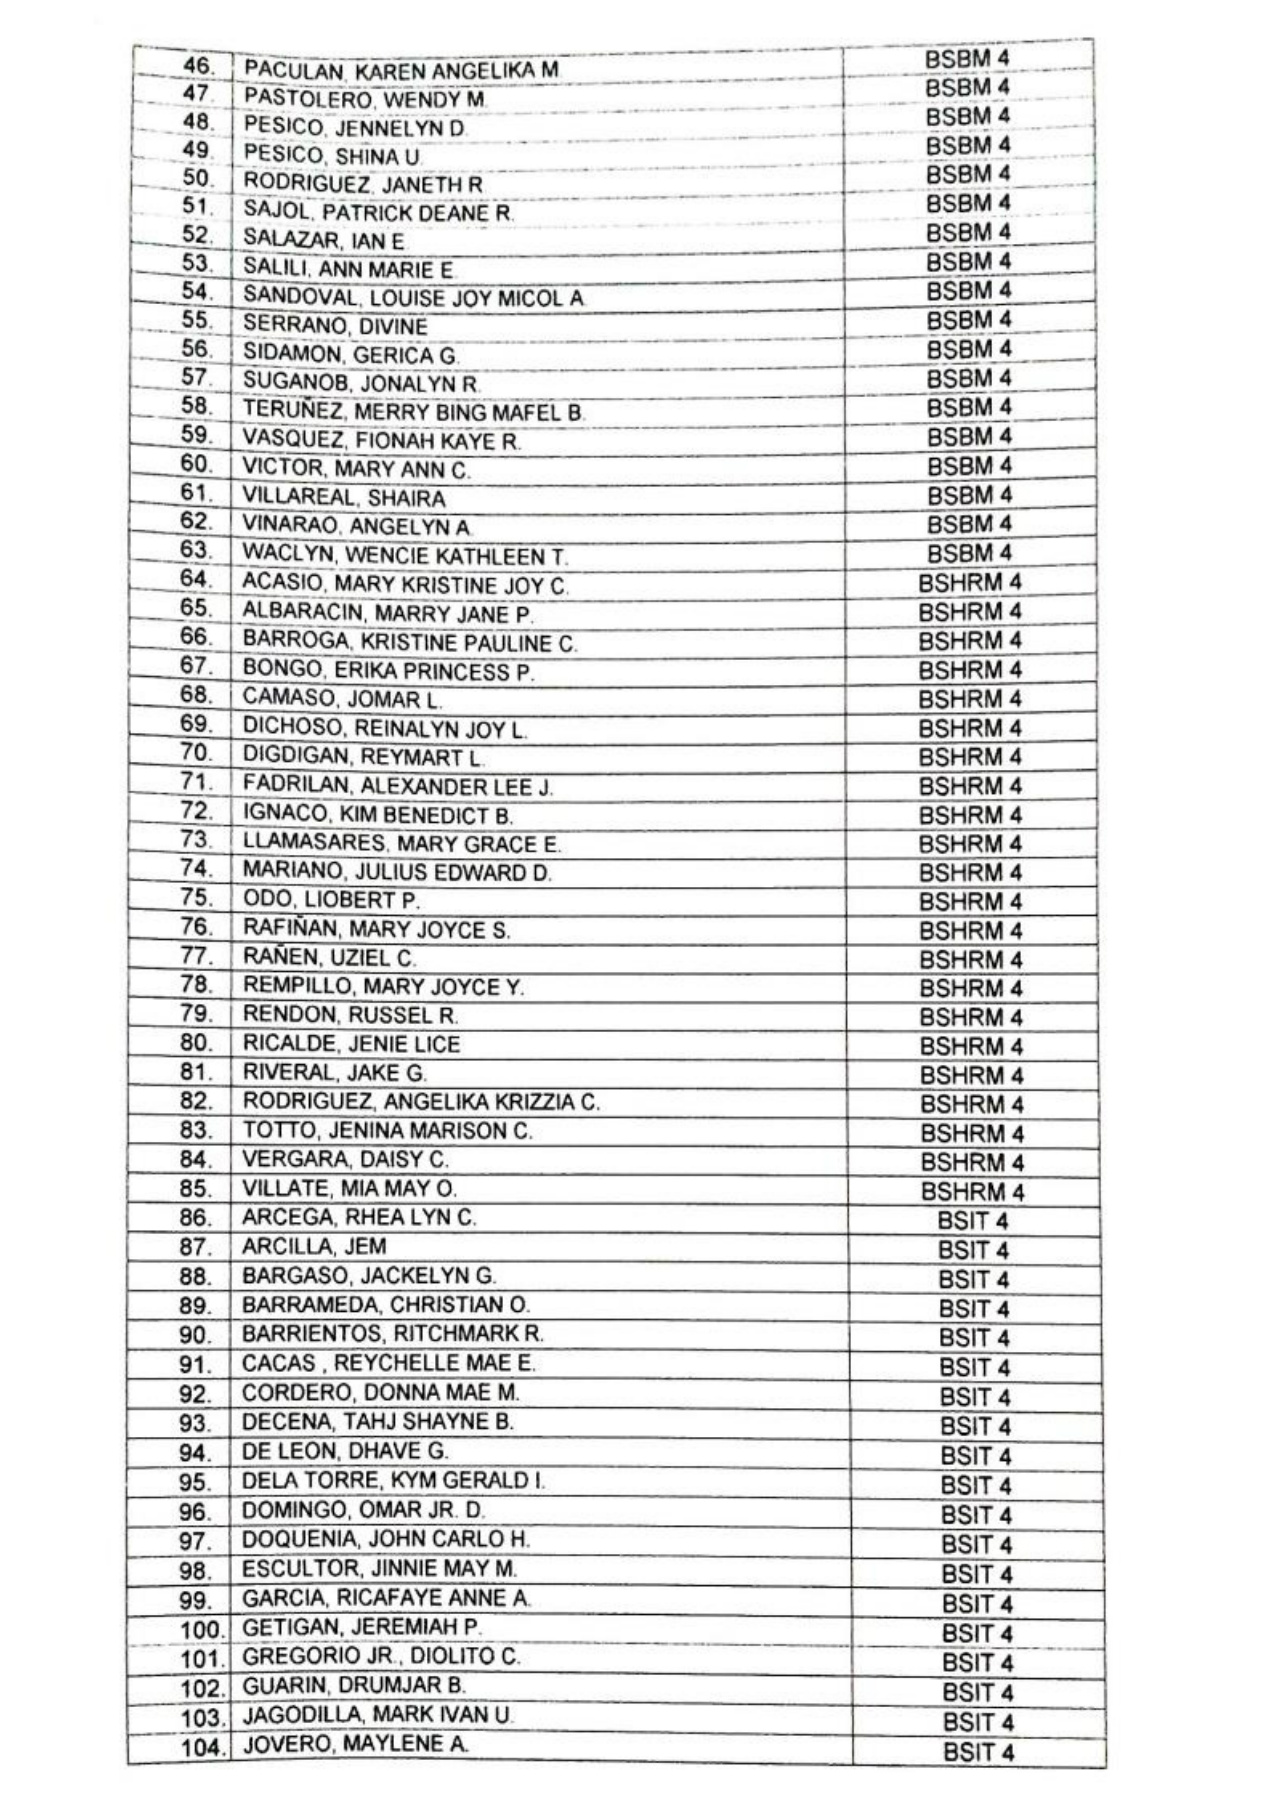 46. PACULAN, KAREN ANGELIKA M. BSBM 4
47. PASTOLERO, WENDY M. BSBM 4
48. PESICO, JENNELYN D. BSBM 4
49. PESICO, SHINA U. BSBM 4
50. RODRIGUEZ, JANETH R BSBM 4
51. SAJOL, PATRICK DEANE R. BSBM 4
52. SALAZAR, IAN E. BSBM 4
53. SALILI, ANN MARIE E. BSBM 4
54. SANDOVAL, LOUISE JOY MICOL A. BSBM 4
55. SERRANO, DIVINE BSBM 4
56. SIDAMON, GERICA G. BSBM 4
57. SUGANOB, JONALYN R. BSBM 4
58. TERUÑEZ, MERRY BING MAFEL B. BSBM 4
59. VASQUEZ, FIONAH KAYE R. BSBM 4
60. VICTOR, MARY ANN C. BSBM 4
61. VILLAREAL, SHAIRA BSBM 4
62. VINARAO, ANGELYN A. BSBM 4
63. WACLYN, WENCIE KATHLEEN T. BSBM 4
64. ACASIO, MARY KRISTINE JOY C. BSHRM 4
65. ALBARACIN, MARRY JANE P. BSHRM 4
66. BARROGA, KRISTINE PAULINE C. BSHRM 4
67. BONGO, ERIKA PRINCESS P. BSHRM 4
68. CAMASO, JOMAR L. BSHRM 4
69. DICHOSO, REINALYN JOY L. BSHRM 4
70. DIGDIGAN, REYMART L. BSHRM 4
71. FADRILAN, ALEXANDER LEE J. BSHRM 4
72. IGNACO, KIM BENEDICT B. BSHRM 4
73. LLAMASARES, MARY GRACE E. BSHRM 4
74. MARIANO, JULIUS EDWARD D. BSHRM 4
75. ODO, LIOBERT P. BSHRM 4
76. RAFIÑAN, MARY JOYCE S. BSHRM 4
77. RAÑEN, UZIEL C. BSHRM 4
78. REMPILLO, MARY JOYCE Y. BSHRM 4
79. RENDON, RUSSEL R. BSHRM 4
80. RICALDE, JENIE LICE BSHRM 4
81. RIVERAL, JAKE G. BSHRM 4
82. RODRIGUEZ, ANGELIKA KRIZZIA C. BSHRM 4
83. TOTTO, JENINA MARISON C. BSHRM 4
84. VERGARA, DAISY C. BSHRM 4
85. VILLATE, MIA MAY O. BSHRM 4
86. ARCEGA, RHEA LYN C. BSIT 4
87. ARCILLA, JEM BSIT 4
88. BARGASO, JACKELYN G. BSIT 4
89. BARRAMEDA, CHRISTIAN O. BSIT 4
90. BARRIENTOS, RITCHMARK R. BSIT 4
91. CACAS , REYCHELLE MAE E. BSIT 4
92. CORDERO, DONNA MAE M. BSIT 4
93. DECENA, TAHJ SHAYNE B. BSIT 4
94. DE LEON, DHAVE G. BSIT 4
95. DELA TORRE, KYM GERALD I. BSIT 4
96. DOMINGO, OMAR JR. D. BSIT 4
97. DOQUENIA, JOHN CARLO H. BSIT 4
98. ESCULTOR, JINNIE MAY M. BSIT 4
99. GARCIA, RICAFAYE ANNE A. BSIT 4
100. GETIGAN, JEREMIAH P. BSIT 4
101. GREGORIO JR., DIOLITO C. BSIT 4
102. GUARIN, DRUMJAR B. BSIT 4
103. JAGODILLA, MARK IVAN U. BSIT 4
104. JOVERO, MAYLENE A. BSIT 4